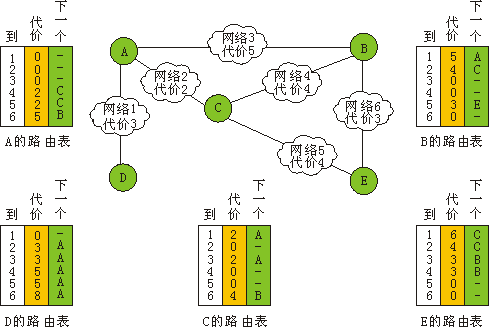 到 代价 下一个
1 0 -
2 0 -
3 0 -
4 2 C
5 2 C
6 5 B
A的路由表
A
B
C
D
E
网络3
代价5
网络2
代价2
网络4
代价4
网络1
代价3
网络6
代价3
网络5
代价4
到 代价 下一个
1 5 A
2 4 C
3 0 -
4 0 -
5 3 E
6 0 -
B的路由表
到 代价 下一个
1 0 -
2 3 A
3 3 A
4 5 A
5 5 A
6 8 A
D的路由表
到 代价 下一个
1 2 A
2 0 -
3 2 A
4 0 -
5 0 -
6 4 B
C的路由表
到 代价 下一个
1 6 C
2 4 C
3 3 B
4 3 B
5 0 -
6 0 -
E的路由表